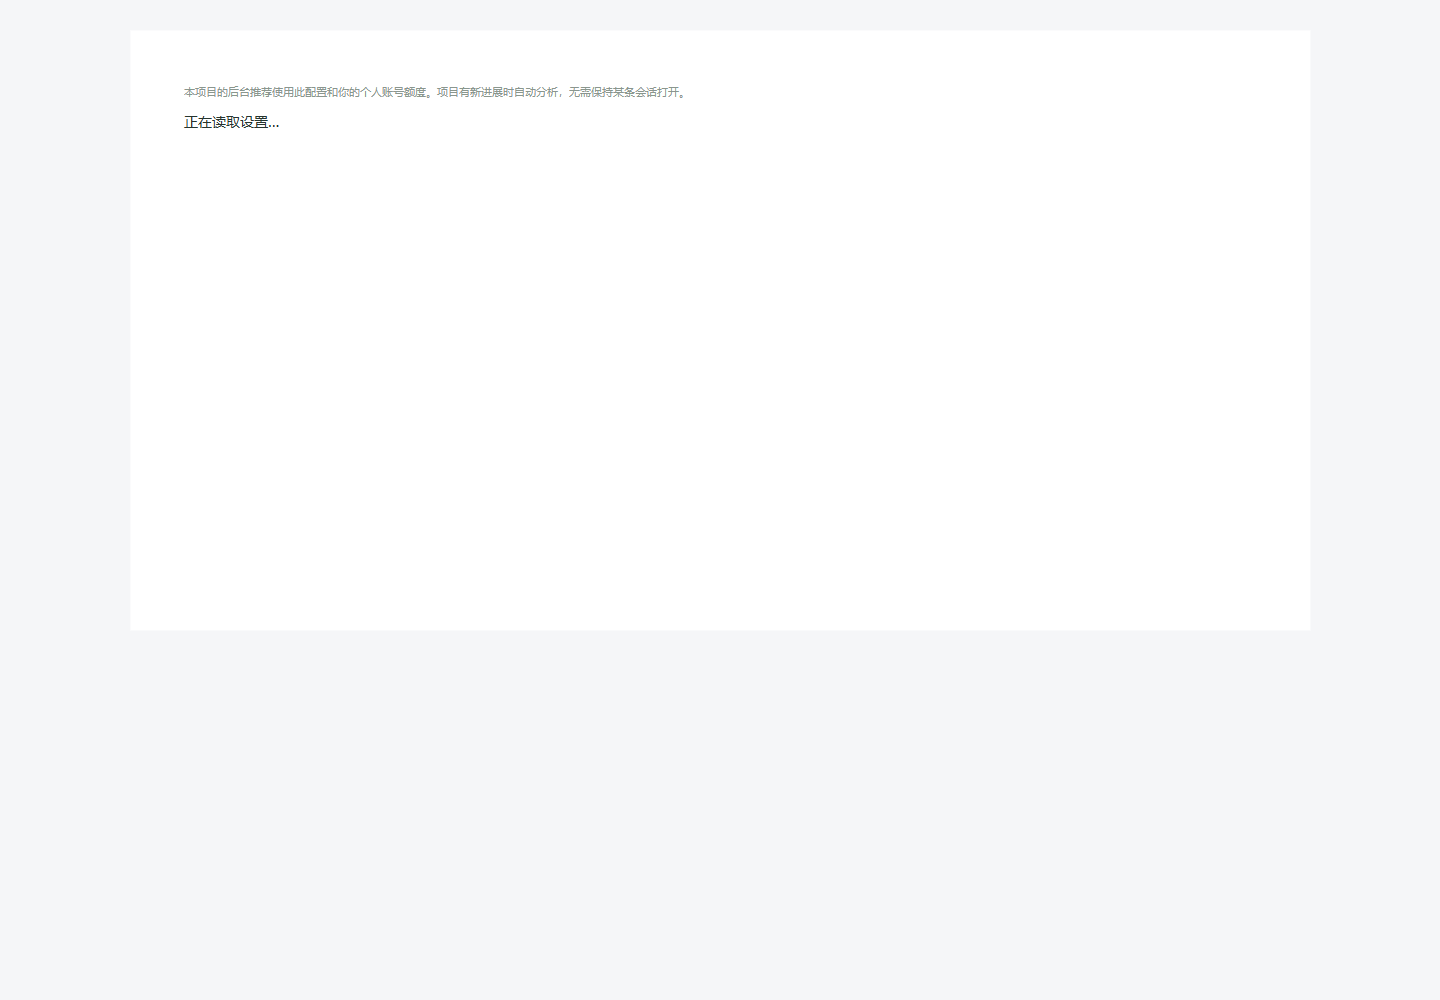 本项目的后台推荐使用此配置和你的个人账号额度。项目有新进展时自动分析，无需保持某条会话打开。
正在读取设置...